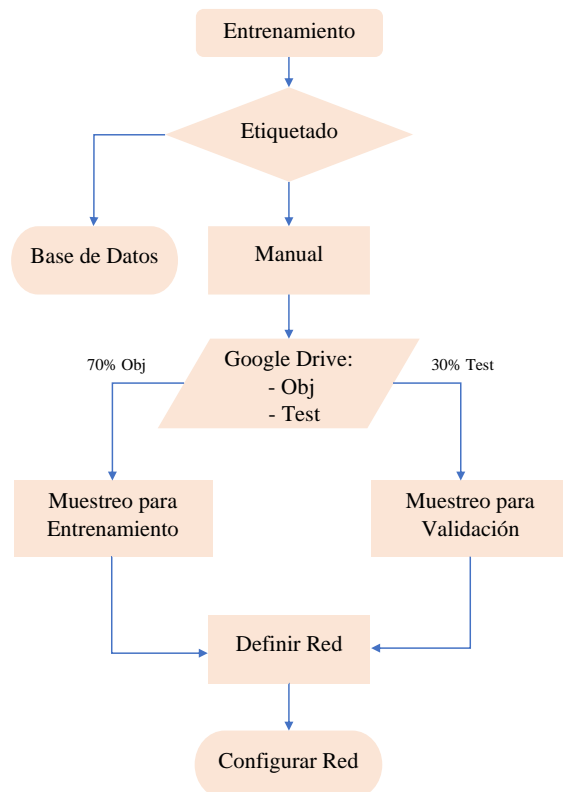 Entrenamiento
Etiquetado
Base de Datos
Manual
70% Obj
Google Drive:
- Obj
- Test
30% Test
Muestreo para
Entrenamiento
Muestreo para
Validación
Definir Red
Configurar Red